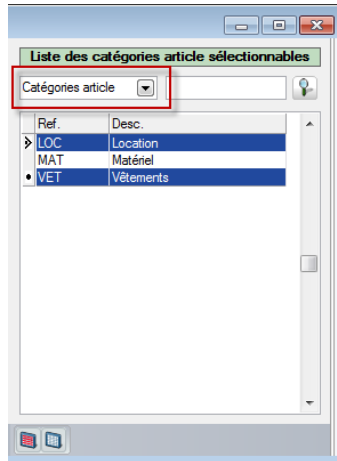 Liste des catégories article sélectionnables
Catégories article
Ref. Desc.
LOC Location
MAT Matériel
VET Vêtements